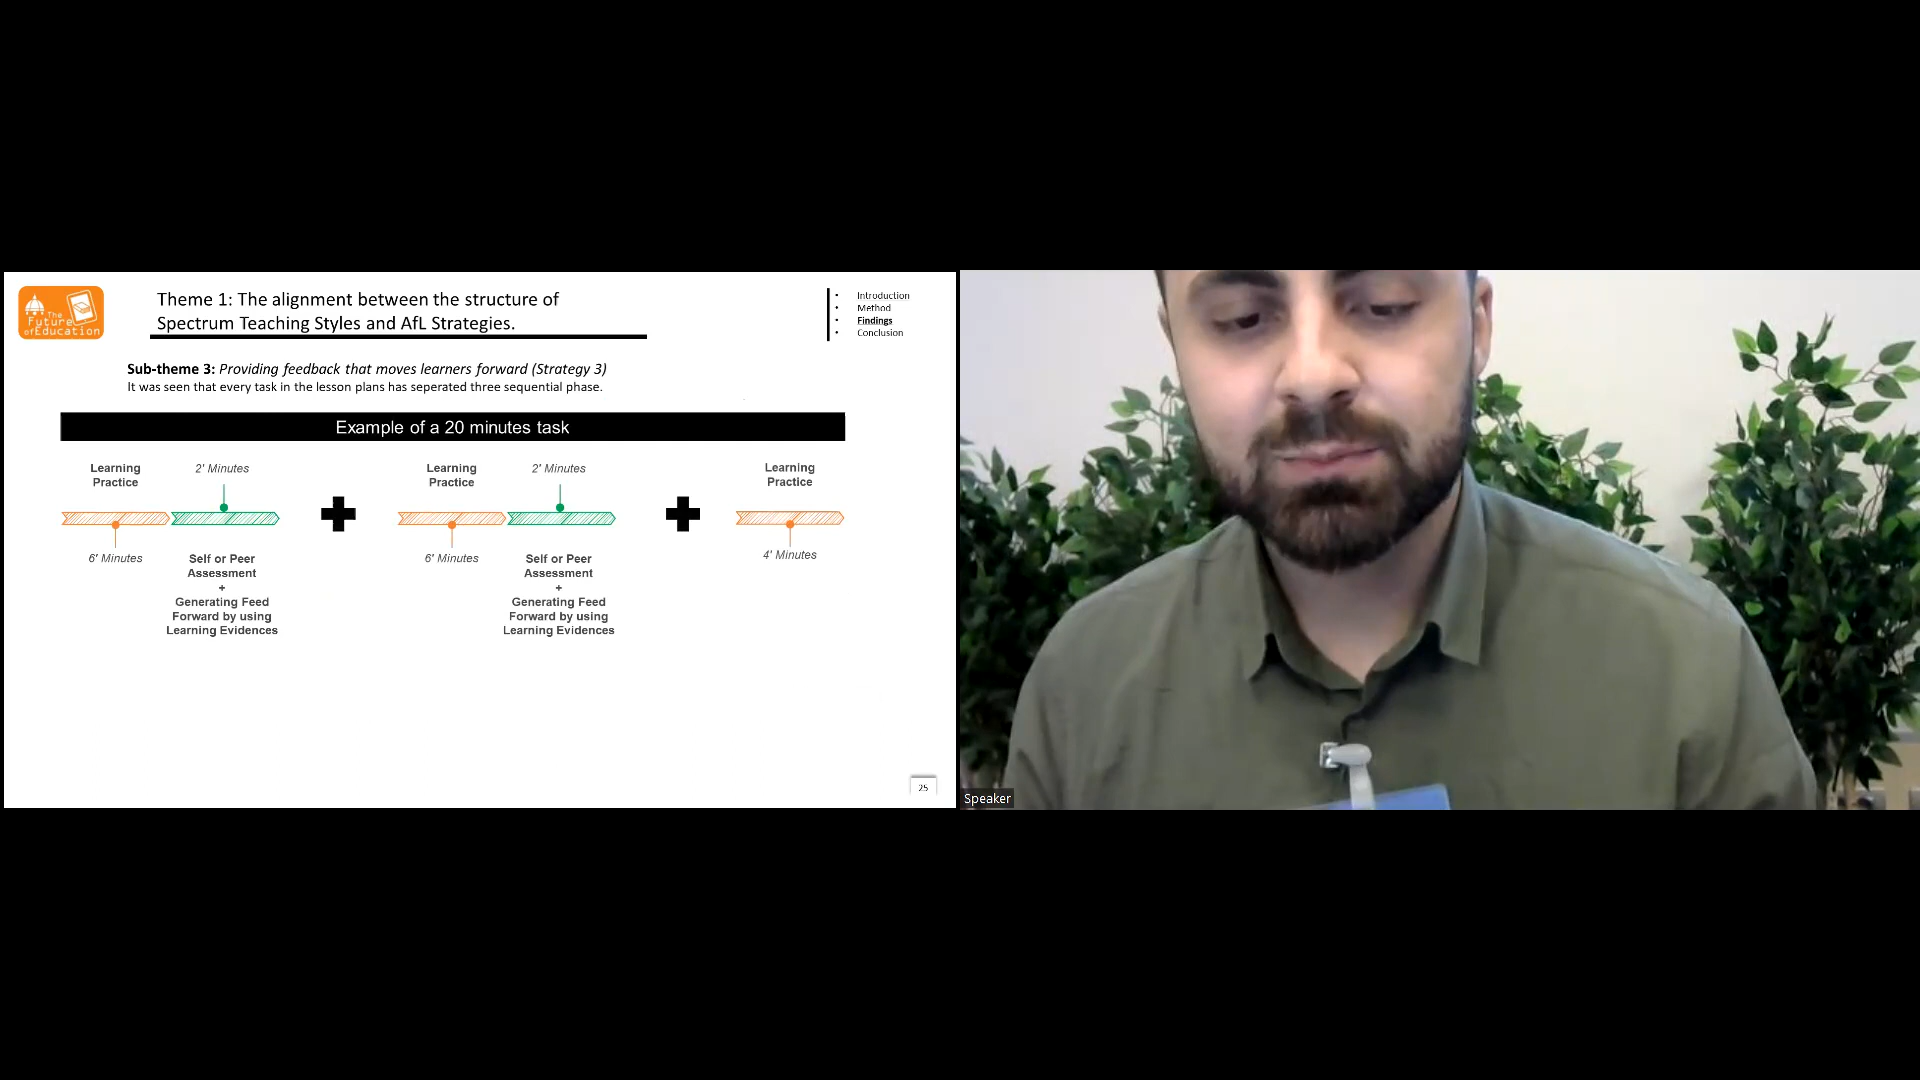 The
Future
ofEducation
Theme 1: The alignment between the structure of
Spectrum Teaching Styles and AfL Strategies.
• Introduction
• Method
• Findings
• Conclusion
Sub-theme 3: Providing feedback that moves learners forward (Strategy 3)
It was seen that every task in the lesson plans has seperated three sequential phase.
Example of a 20 minutes task
Learning
Practice
6' Minutes
2' Minutes
Self or Peer
Assessment
+
Generating Feed
Forward by using
Learning Evidences
Learning
Practice
6' Minutes
2' Minutes
Self or Peer
Assessment
+
Generating Feed
Forward by using
Learning Evidences
Learning
Practice
4' Minutes
25
Speaker